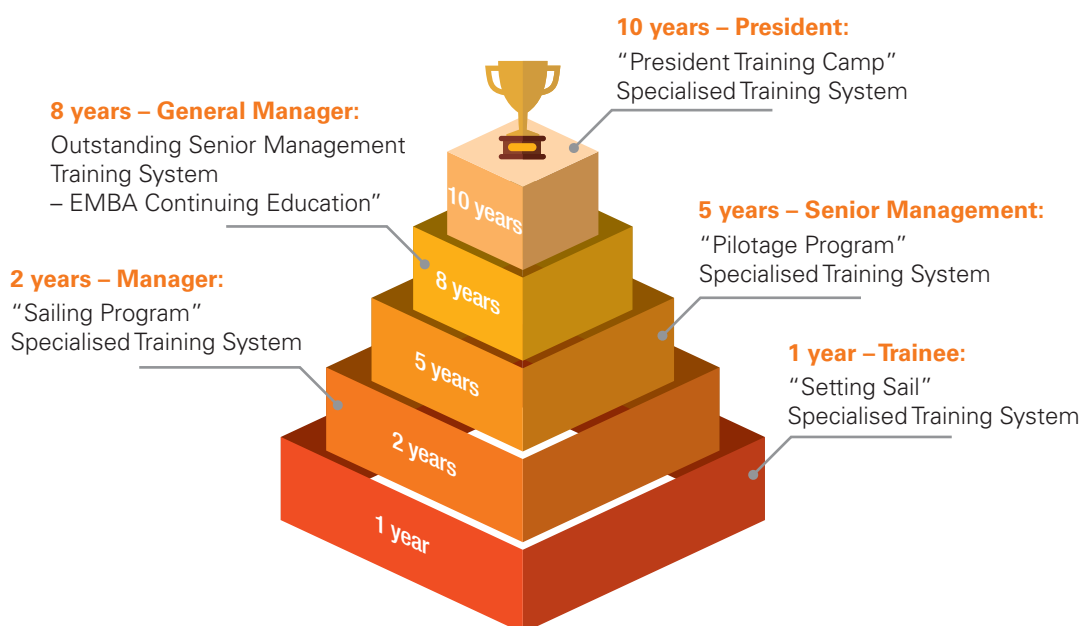 10 years – President:
“President Training Camp”
Specialised Training System
8 years – General Manager:
Outstanding Senior Management
Training System
– EMBA Continuing Education”
5 years – Senior Management:
“Pilotage Program”
Specialised Training System
2 years – Manager:
“Sailing Program”
Specialised Training System
1 year – Trainee:
“Setting Sail”
Specialised Training System
10 years
8 years
5 years
2 years
1 year